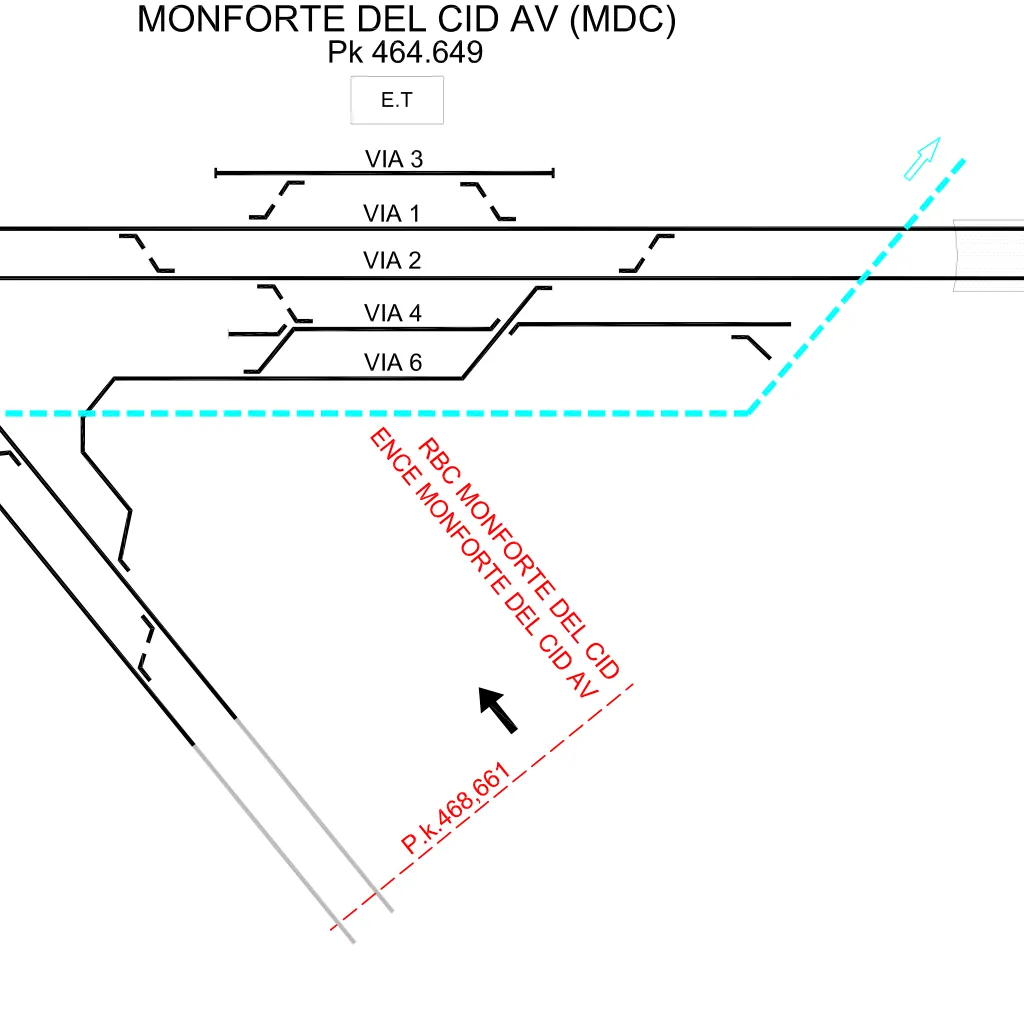 MONFORTE DEL CID AV (MDC)
Pk 464.649
E.T
VIA 3
VIA 1
VIA 2
VIA 4
VIA 6
RBC MONFORTE DEL CID
ENCE MONFORTE DEL CID AV
P.k.468,661